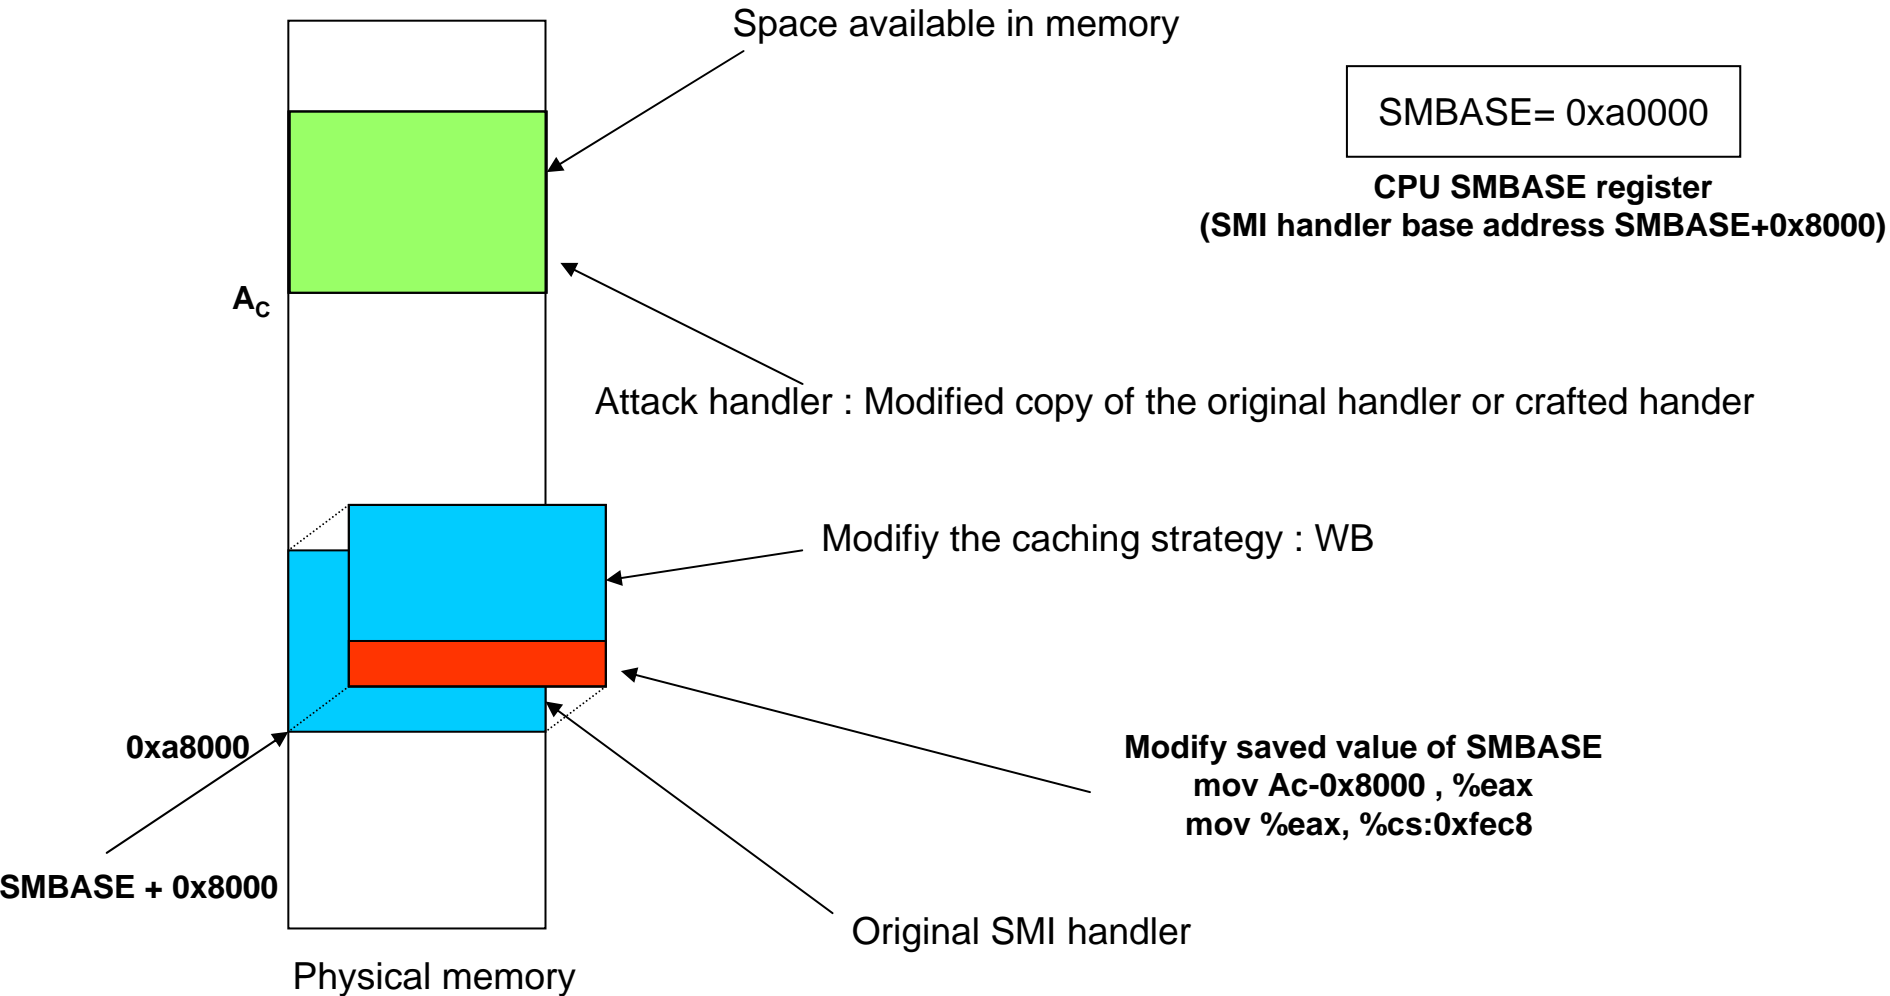 Space available in memory
SMBASE= 0xa0000
CPU SMBASE register
(SMI handler base address SMBASE+0x8000)
AC
Attack handler : Modified copy of the original handler or crafted hander
Modifiy the caching strategy : WB
0xa8000
Modify saved value of SMBASE
mov Ac-0x8000 , %eax
mov %eax, %cs:0xfec8
SMBASE + 0x8000
Original SMI handler
Physical memory